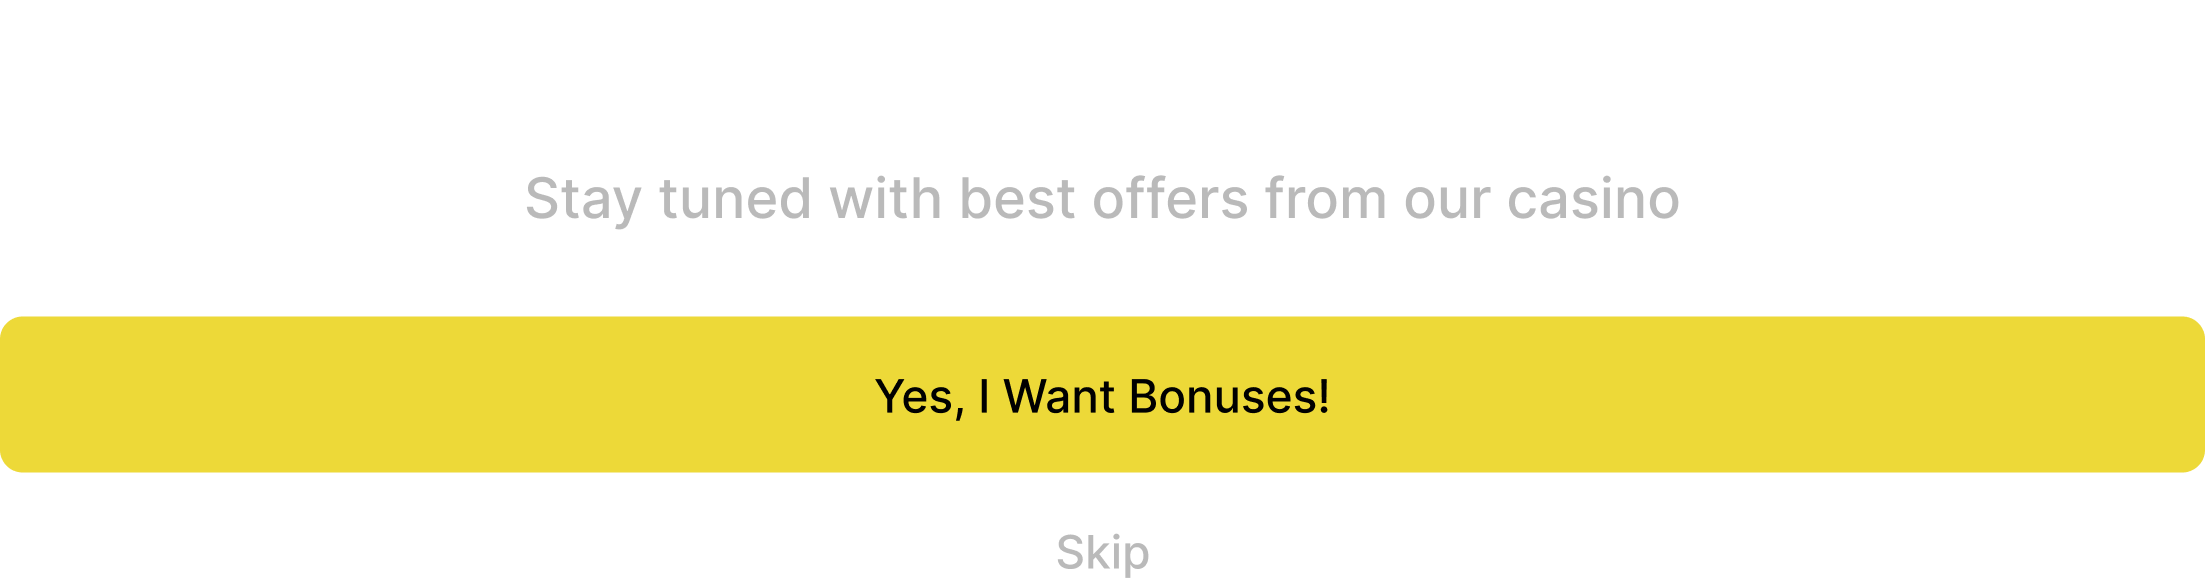 Stay tuned with best offers from our casino
Yes, I Want Bonuses!
Skip